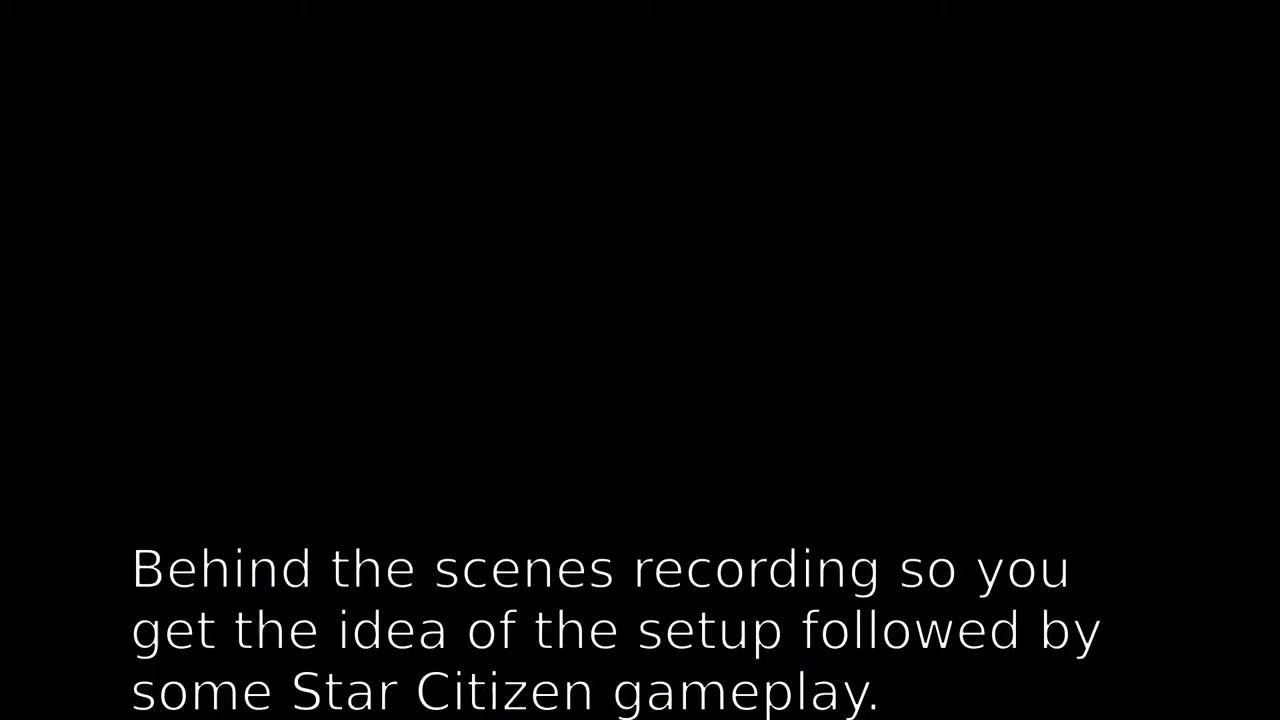 Behind the scenes recording so you
get the idea of the setup followed by
some Star Citizen gameplay.